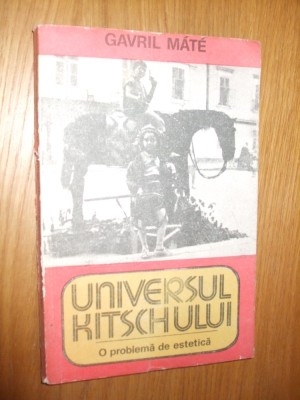 GAVRIL MÁTÉ
UNIVERSUL
KITSCHULUI
O problemă de estetică